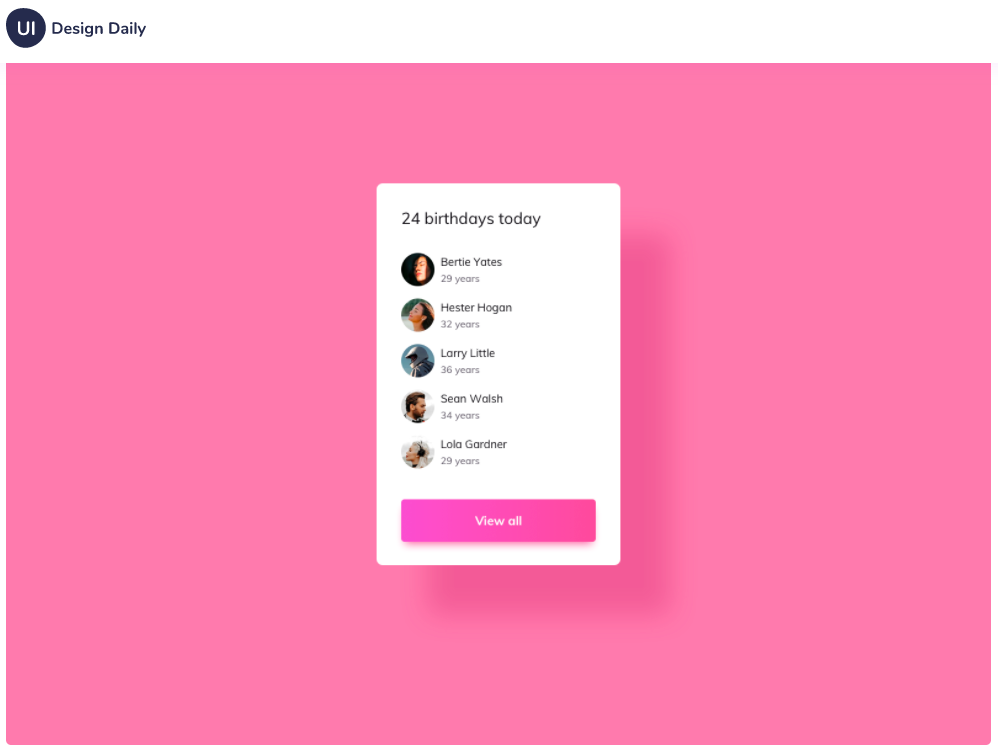 UI Design Daily
24 birthdays today
Bertie Yates
29 years
Hester Hogan
32 years
Larry Little
36 years
Sean Walsh
34 years
Lola Gardner
29 years
View all